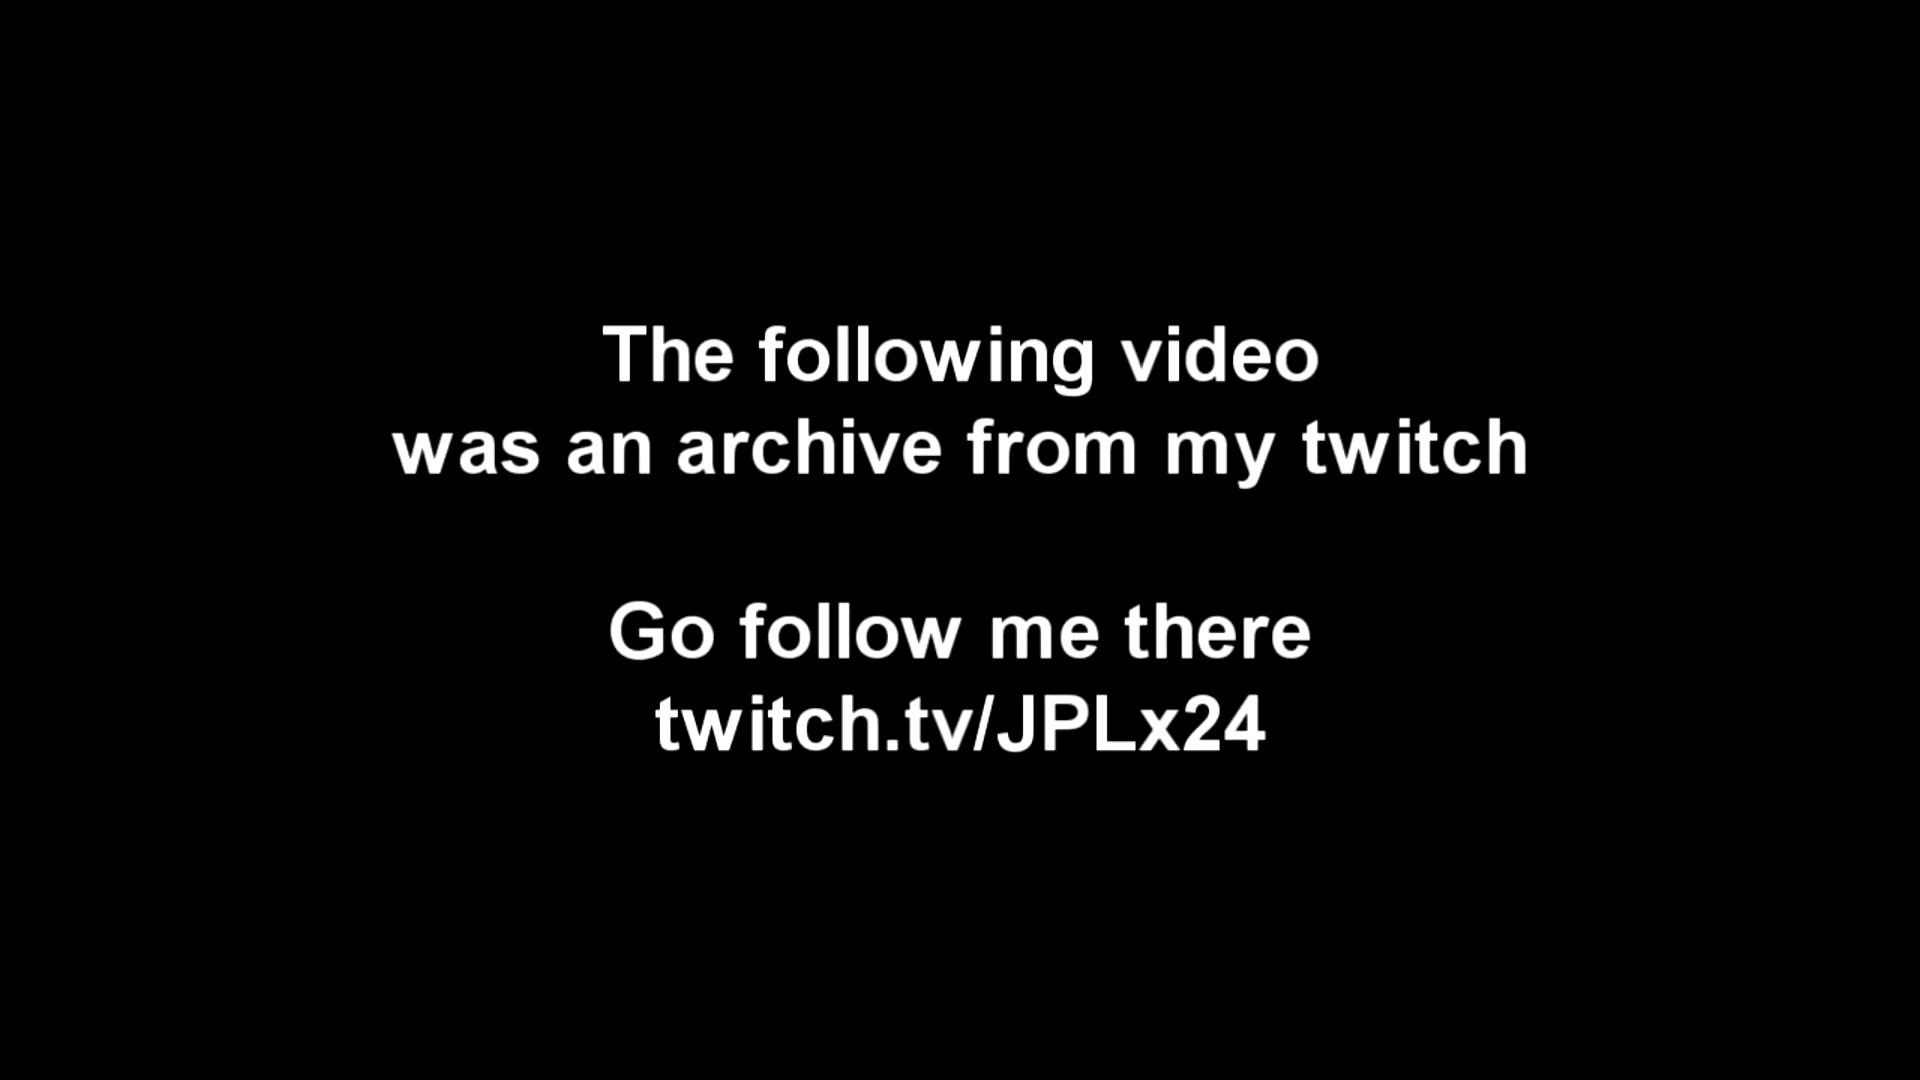 The following video
was an archive from my twitch
Go follow me there
twitch.tv/JPLx24